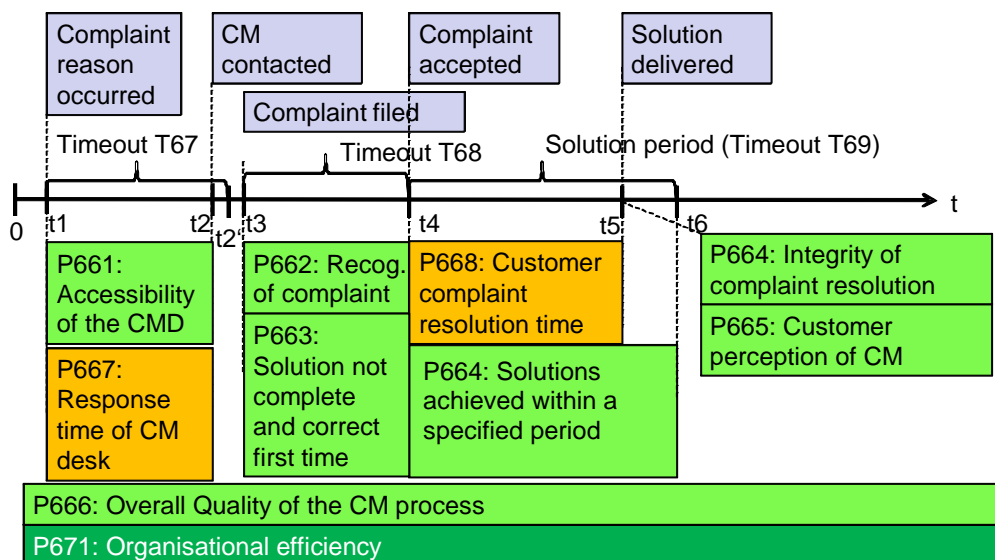 Complaint
reason
occurred
CM
contacted
Complaint
accepted
Solution
delivered
Complaint filed
Timeout T67
Timeout T68
Solution period (Timeout T69)
t
0
t1
t2
t2'
t3
t4
t5
t6
P661:
Accessibility
of the CMD
P667:
Response
time of CM
desk
P662: Recog.
of complaint
P663:
Solution not
complete
and correct
first time
P668: Customer
complaint
resolution time
P664: Solutions
achieved within a
specified period
P664: Integrity of
complaint resolution
P665: Customer
perception of CM
P666: Overall Quality of the CM process
P671: Organisational efficiency